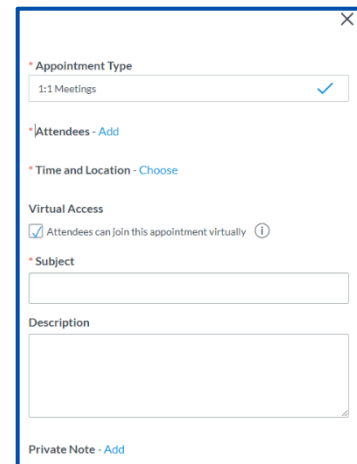 * Appointment Type
1:1 Meetings
* Attendees - Add
* Time and Location - Choose
Virtual Access
Attendees can join this appointment virtually
* Subject
Description
Private Note - Add